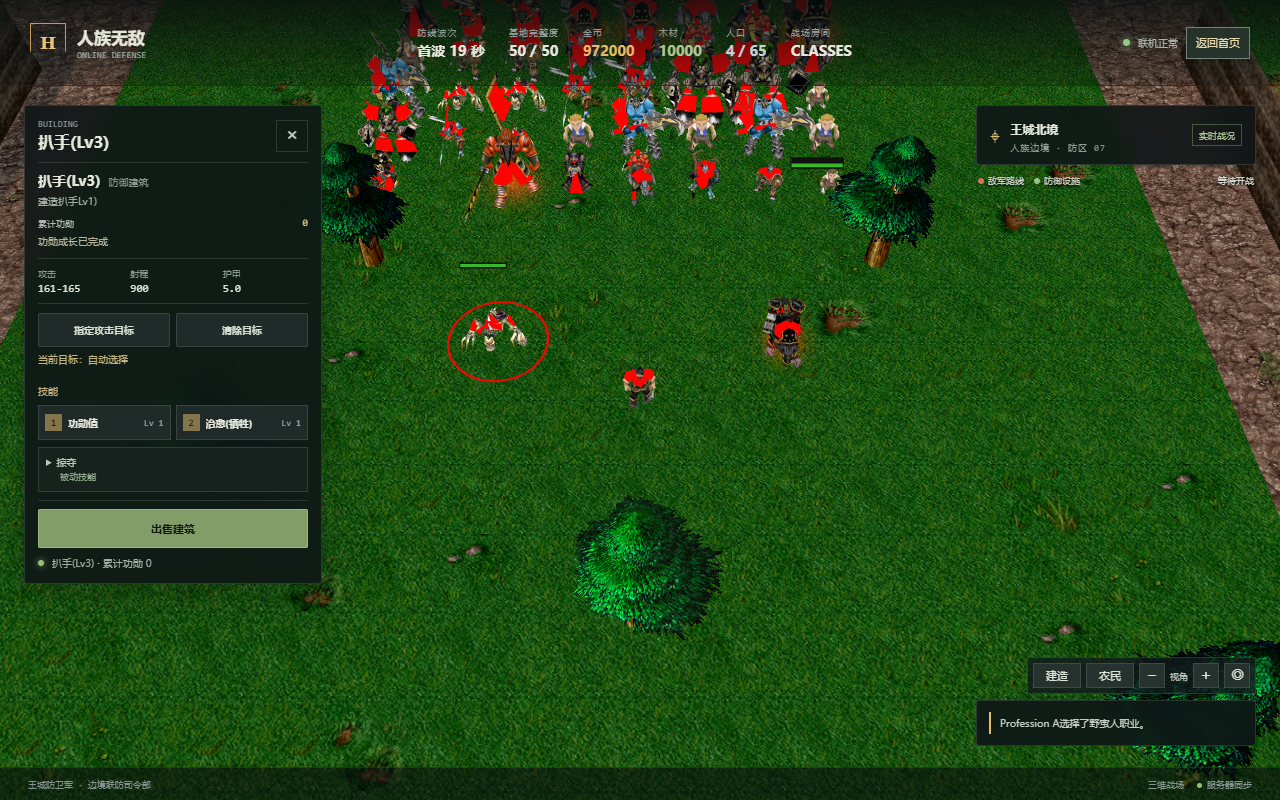 H
人族无敌
ONLINE DEFENSE
防线波次
首波 19 秒
基地完整度
50 / 50
金币
972000
木材
10000
人口
4 / 65
战场房间
CLASSES
联机正常
返回首页
BUILDING
扒手(Lv3)
×
扒手(Lv3) 防御建筑
建造扒手Lv1)
累计功勋 0
功勋成长已完成
攻击 射程 护甲
161-165 900 5.0
指定攻击目标 清除目标
当前目标：自动选择
技能
1 功勋值 Lv 1
2 治愈(牺牲) Lv 1
掠夺
被动技能
出售建筑
扒手(Lv3) · 累计功勋 0
王城北境
人族边境 · 防区 07
实时战况
敌军路线 防御设施 等待开战
建造 农民 − 视角 +
Profession A选择了野蛮人职业。
王城防卫军 · 边境联防司令部
三维战场 服务器同步